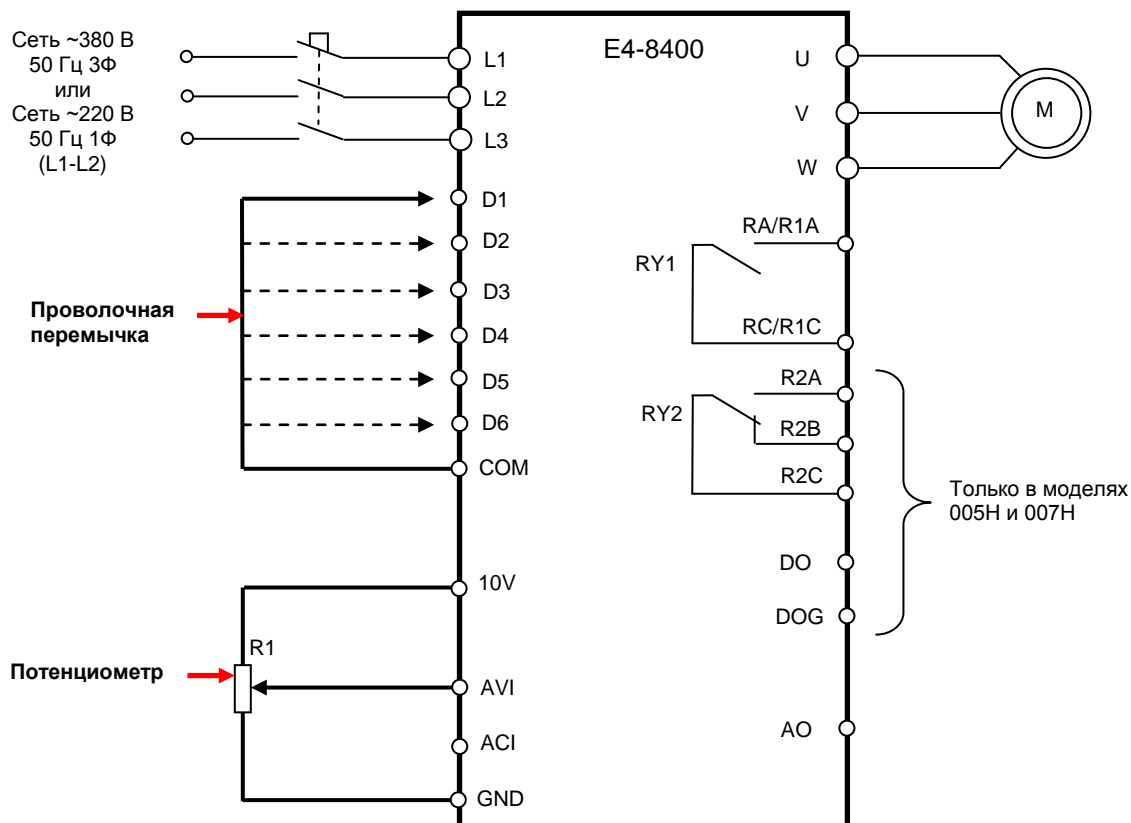 Сеть ~380 В
50 Гц 3Ф
или
Сеть ~220 В
50 Гц 1Ф
(L1-L2)
L1
L2
L3
E4-8400
U
V
W
M
D1
D2
D3
D4
D5
D6
COM
Проволочная
перемычка
RA/R1A
RY1
RC/R1C
R2A
RY2
R2B
R2C
Только в моделях
005H и 007H
DO
DOG
10V
R1
Потенциометр
AVI
ACI
GND
AO